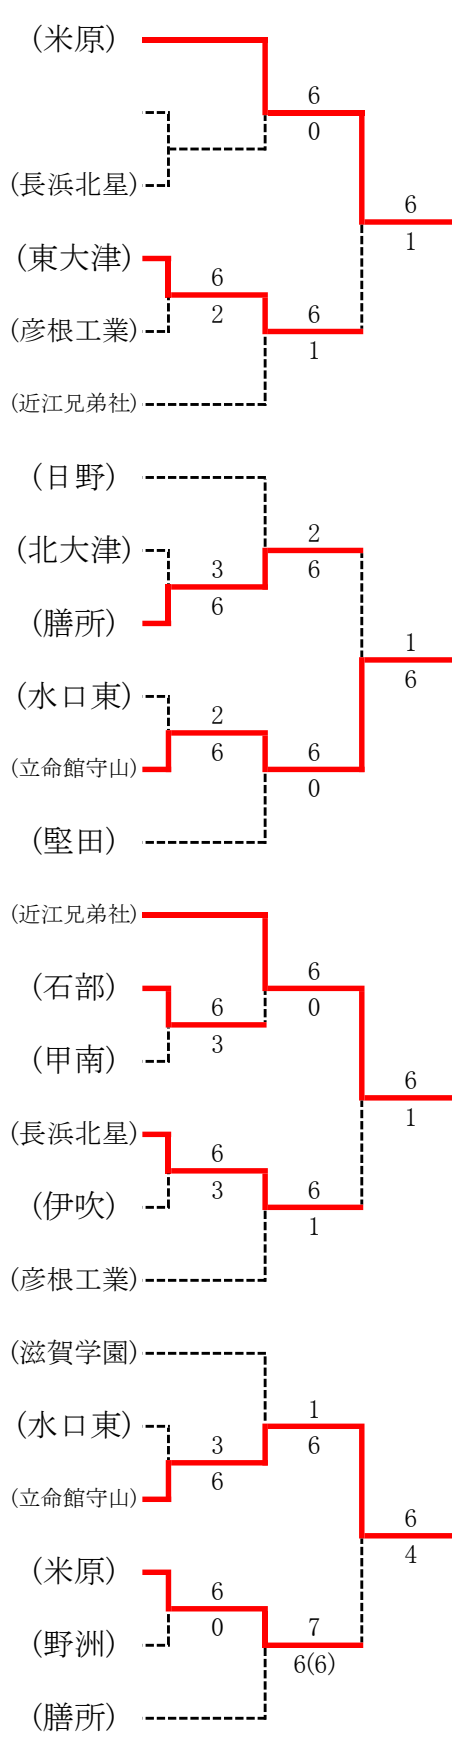 (米原)
6
0
(長浜北星)
6
1
(東大津)
6
2
6
1
(彦根工業)
(近江兄弟社)
(日野)
2
6
(北大津)
3
6
(膳所)
1
6
(水口東)
2
6
6
0
(立命館守山)
(堅田)
(近江兄弟社)
6
0
(石部)
6
3
(甲南)
6
1
(長浜北星)
6
3
6
1
(伊吹)
(彦根工業)
(滋賀学園)
1
6
(水口東)
3
6
(立命館守山)
6
4
(米原)
6
0
7
6(6)
(野洲)
(膳所)